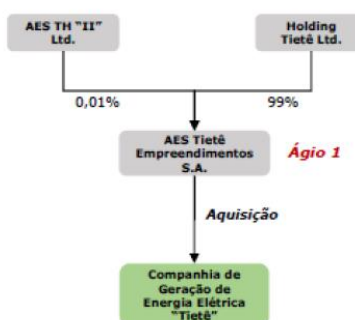 AES TH “II”
Ltd.
Holding
Tietê Ltd.
0,01%
99%
AES Tietê
Empreendimentos
S.A.
Ágio 1
Aquisição
Companhia de
Geração de
Energia Elétrica
“Tietê”